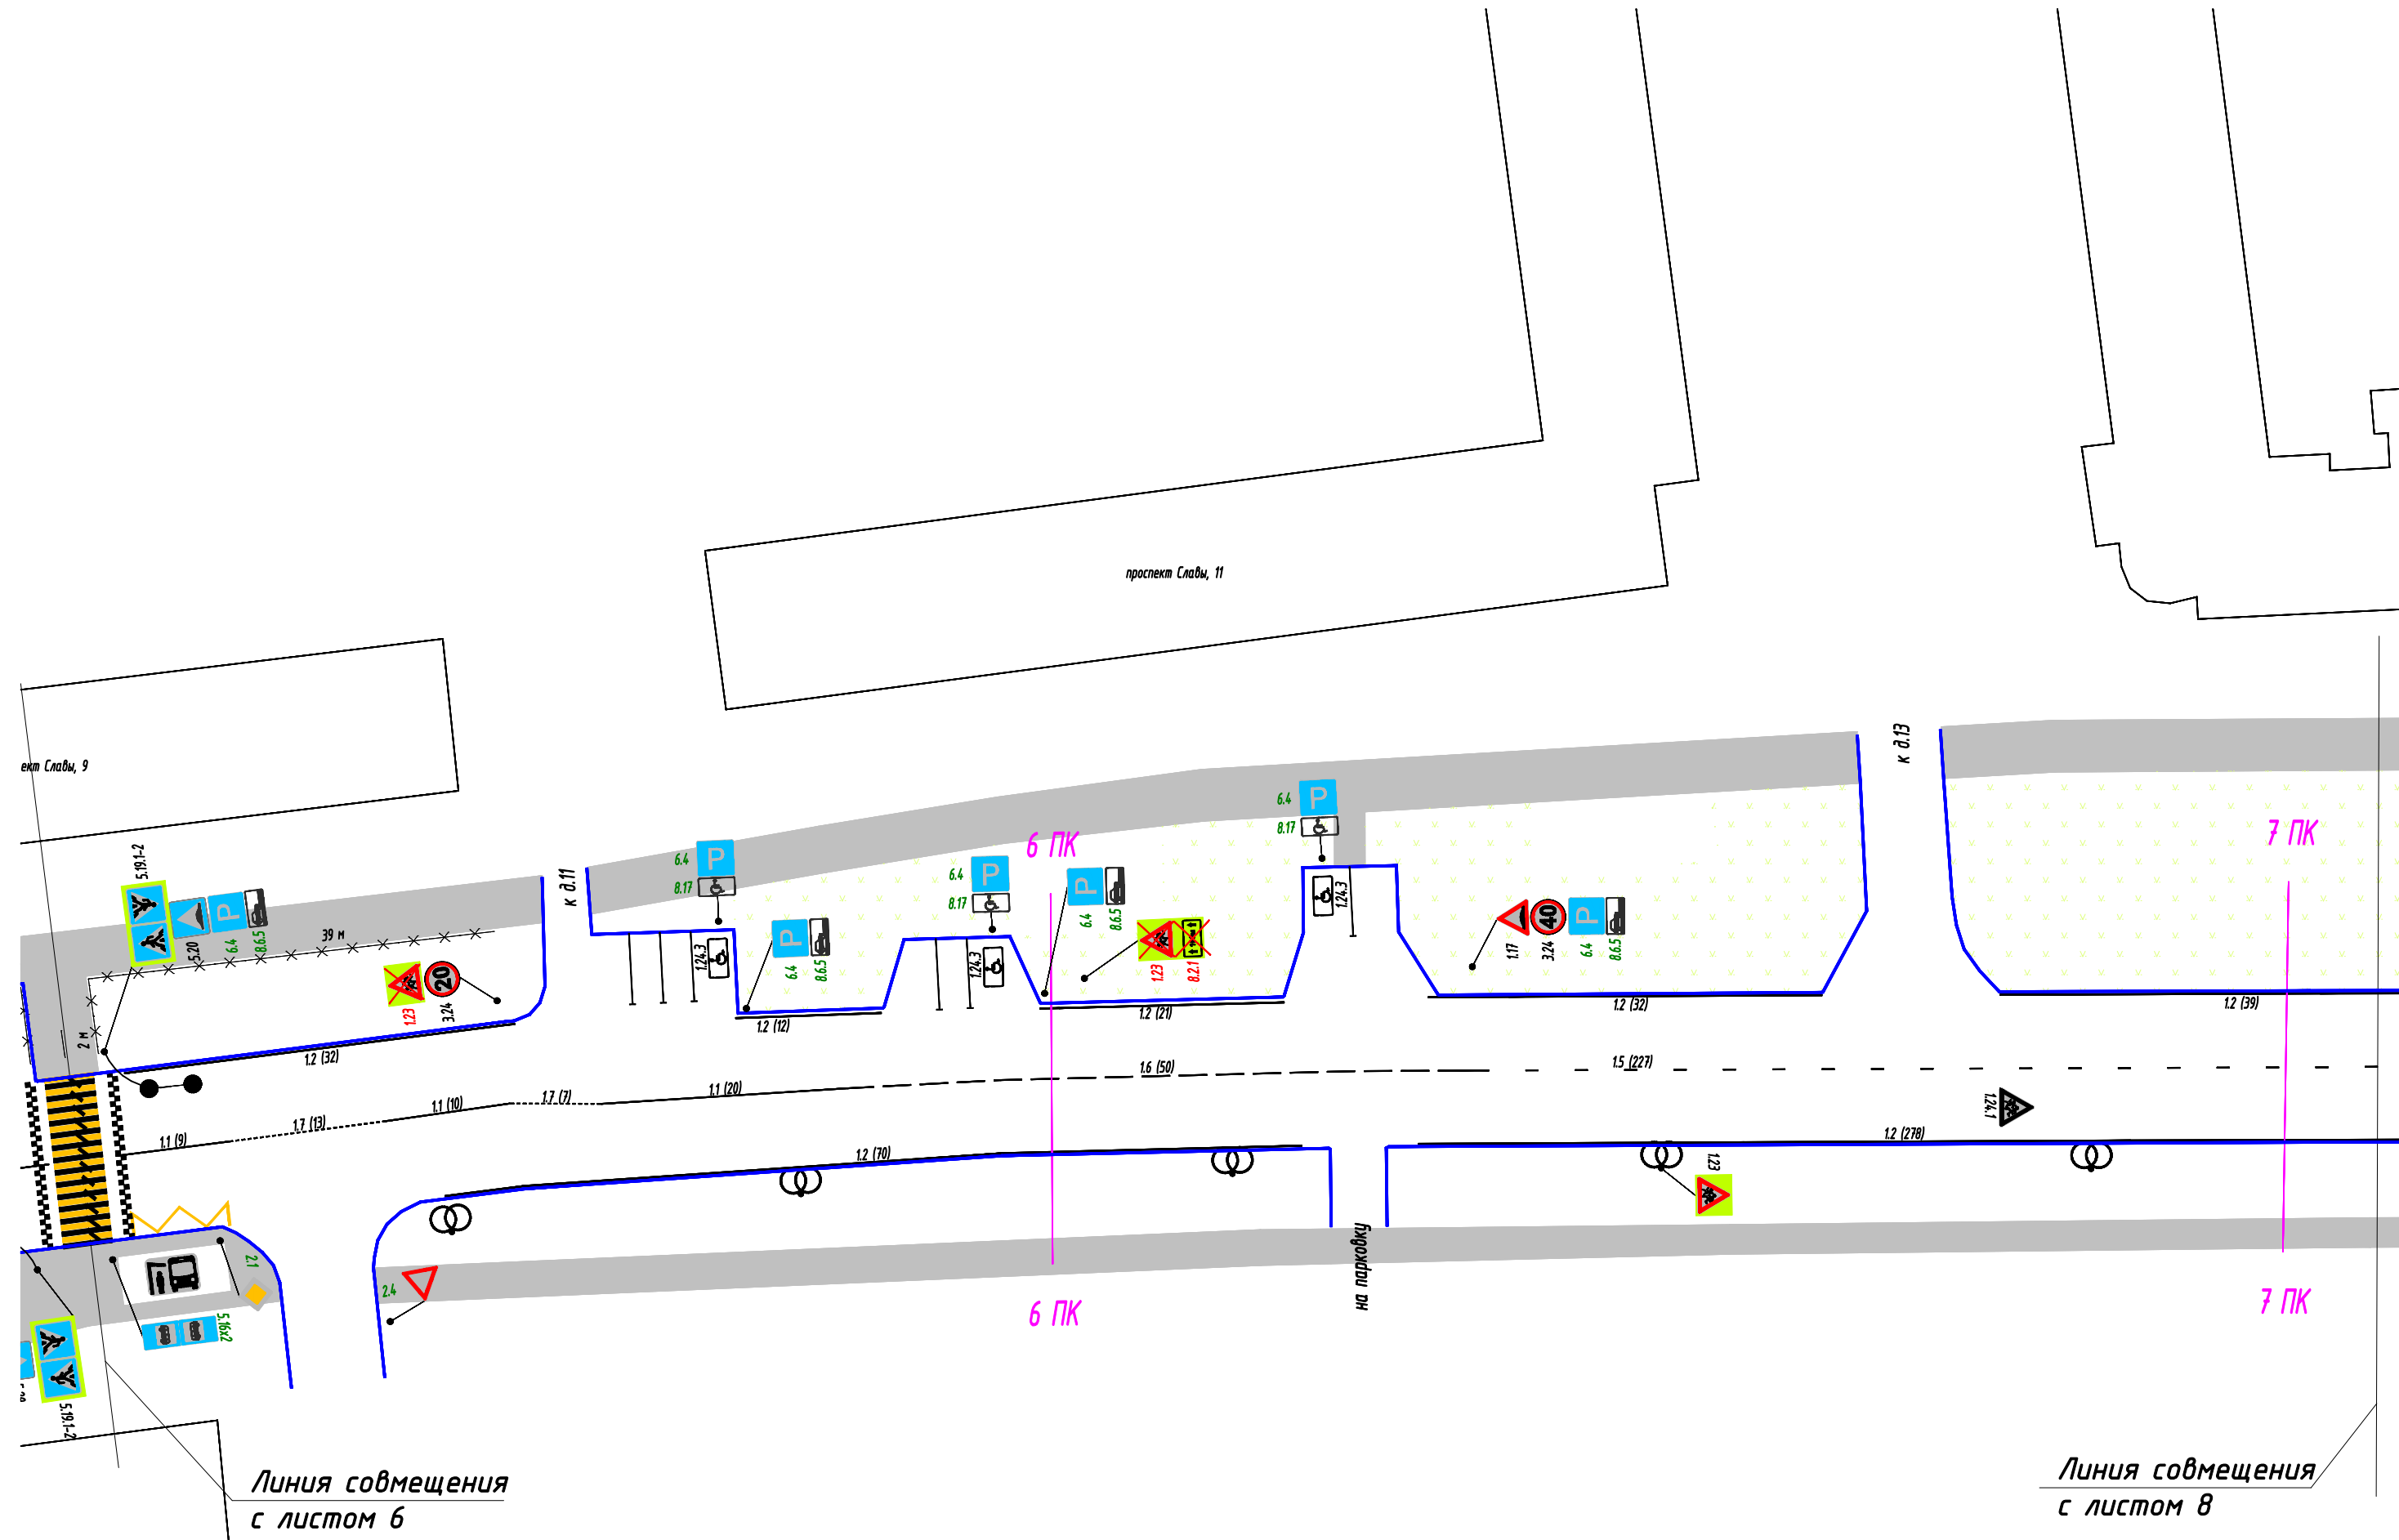 проспект Славы, 11
ект Славы, 9
к д.13
к д.11
6 ПК
7 ПК
5.19.1-2
5.20
6.4
8.6.5
39 м
2 м
1.23
3.24
20
6.4
P
8.17
1.24.3
6.4
P
8.6.5
6.4
P
8.17
1.24.3
6.4
P
8.6.5
1.23
8.2.1
6.4
P
8.17
1.24.3
1.17
3.24
40
6.4
P
8.6.5
1.2 (32)
1.2 (12)
1.2 (21)
1.2 (32)
1.2 (39)
1.1 (9)
1.7 (13)
1.1 (10)
1.7 (7)
1.1 (20)
1.6 (50)
1.5 (227)
1.24.1
1.2 (70)
1.2 (278)
1.23
2.1
2.4
5.16x2
5.19.1-2
на парковку
6 ПК
7 ПК
Линия совмещения
с листом 6
Линия совмещения
с листом 8